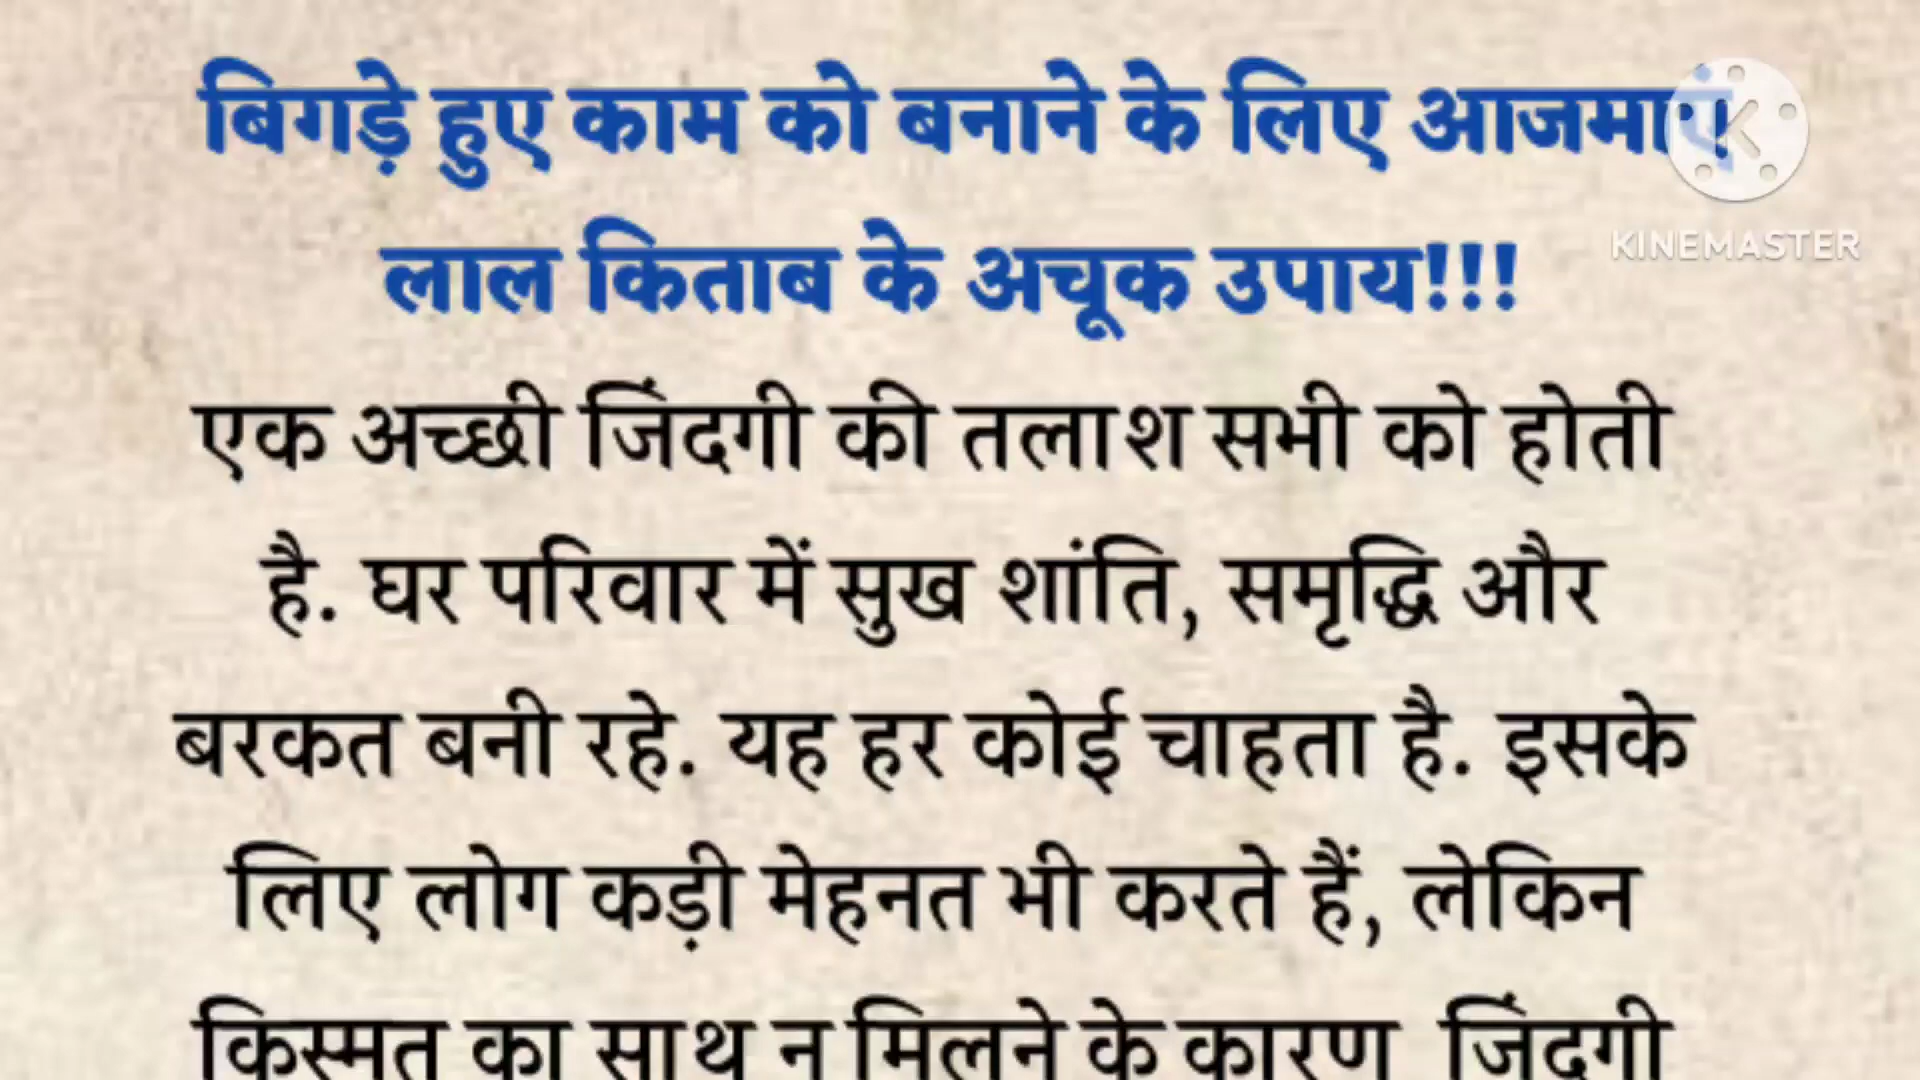 बिगड़े हुए काम को बनाने के लिए आजमाएं
लाल किताब के अचूक उपाय!!!
KINEMASTER
एक अच्छी जिंदगी की तलाश सभी को होती
है. घर परिवार में सुख शांति, समृद्धि और
बरकत बनी रहे. यह हर कोई चाहता है. इसके
लिए लोग कड़ी मेहनत भी करते हैं, लेकिन
किस्मत का साथ न मिलने के कारण जिंदगी